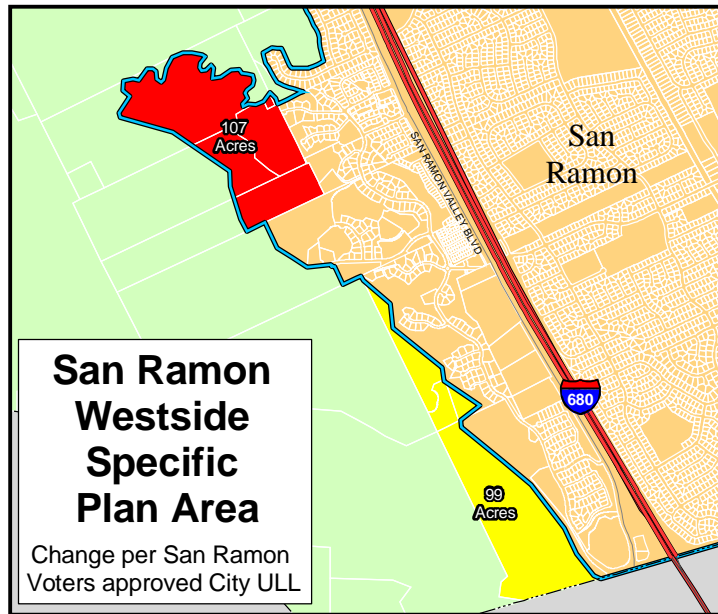 107
Acres
San
Ramon
SAN RAMON VALLEY BLVD
680
San Ramon
Westside
Specific
Plan Area
Change per San Ramon
Voters approved City ULL
99
Acres